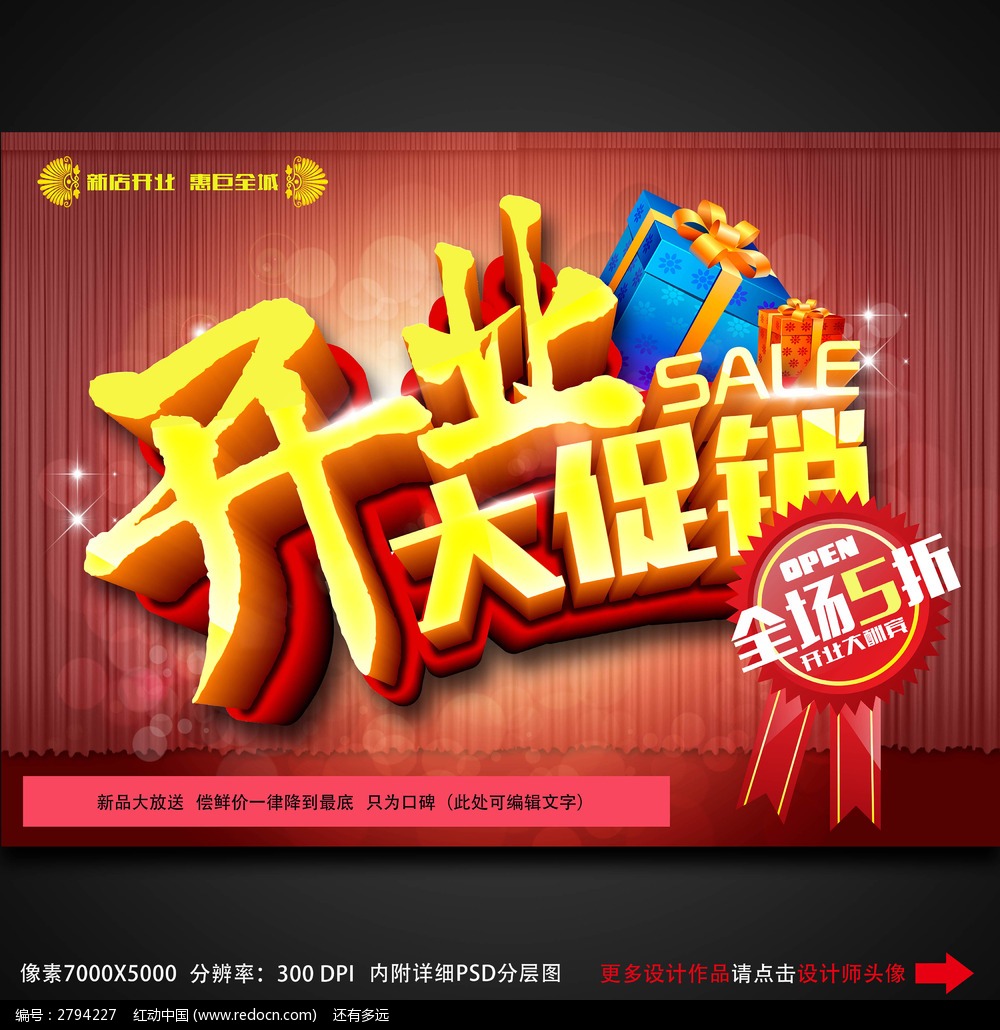 新店开业 惠巨全城
开业
SALE
大促销
OPEN
全场5折
开业大酬宾
新品大放送 偿鲜价一律降到最底 只为口碑（此处可编辑文字）
像素7000X5000 分辨率：300 DPI 内附详细PSD分层图 更多设计作品请点击设计师头像
编号：2794227 红动中国 (www.redocn.com) 还有多远